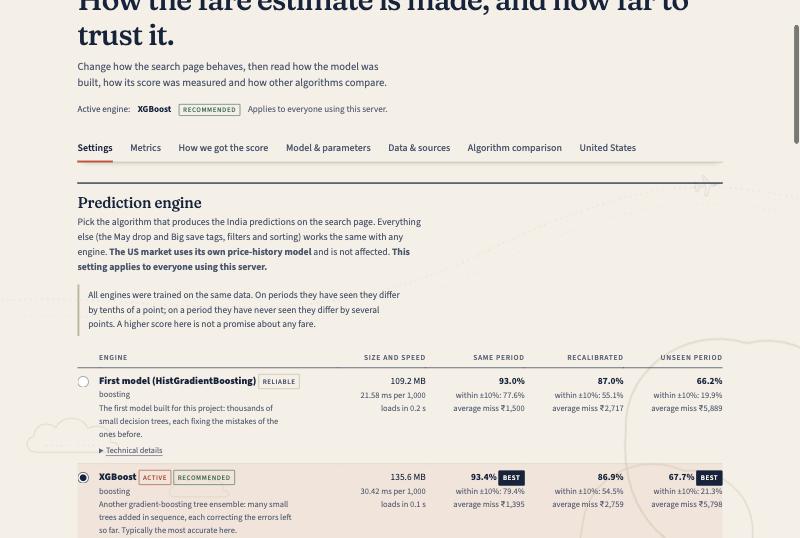 How the fare estimate is made, and how far to
trust it.
Change how the search page behaves, then read how the model was
built, how its score was measured and how other algorithms compare.
Active engine: XGBoost RECOMMENDED Applies to everyone using this server.
Settings Metrics How we got the score Model & parameters Data & sources Algorithm comparison United States
Prediction engine
Pick the algorithm that produces the India predictions on the search page. Everything
else (the May drop and Big save tags, filters and sorting) works the same with any
engine. The US market uses its own price-history model and is not affected. This
setting applies to everyone using this server.
All engines were trained on the same data. On periods they have seen they differ
by tenths of a point; on a period they have never seen they differ by several
points. A higher score here is not a promise about any fare.
ENGINE SIZE AND SPEED SAME PERIOD RECALIBRATED UNSEEN PERIOD
First model (HistGradientBoosting) RELIABLE 109.2 MB 93.0% 87.0% 66.2%
boosting 21.58 ms per 1,000 within ±10%: 77.6% within ±10%: 55.1% within ±10%: 19.9%
The first model built for this project: thousands of loads in 0.2 s average miss ₹1,500 average miss ₹2,717 average miss ₹5,889
small decision trees, each fixing the mistakes of the
ones before.
▸ Technical details
XGBoost ACTIVE RECOMMENDED 135.6 MB 93.4% BEST 86.9% 67.7% BEST
boosting 30.42 ms per 1,000 within ±10%: 79.4% within ±10%: 54.5% within ±10%: 21.3%
Another gradient-boosting tree ensemble: many small loads in 0.1 s average miss ₹1,395 average miss ₹2,759 average miss ₹5,798
trees added in sequence, each correcting the errors left
so far. Typically the most accurate here.